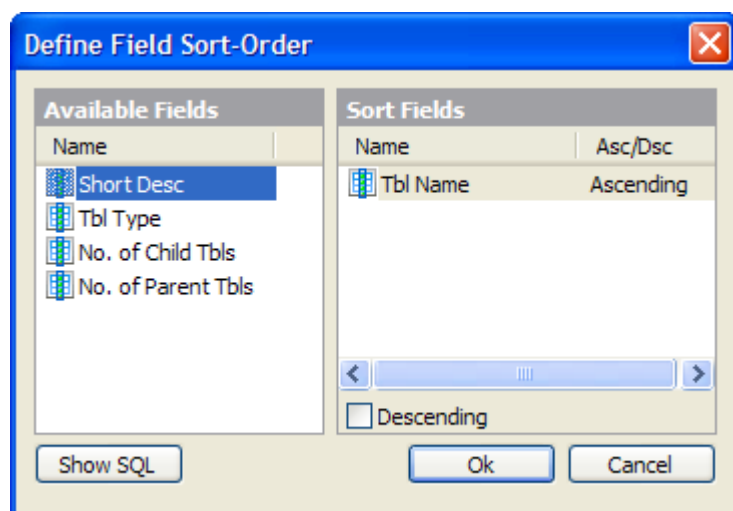 Define Field Sort-Order
Available Fields
Name
Short Desc
Tbl Type
No. of Child Tbls
No. of Parent Tbls
Sort Fields
Name Asc/Dsc
Tbl Name Ascending
Descending
Show SQL
Ok
Cancel